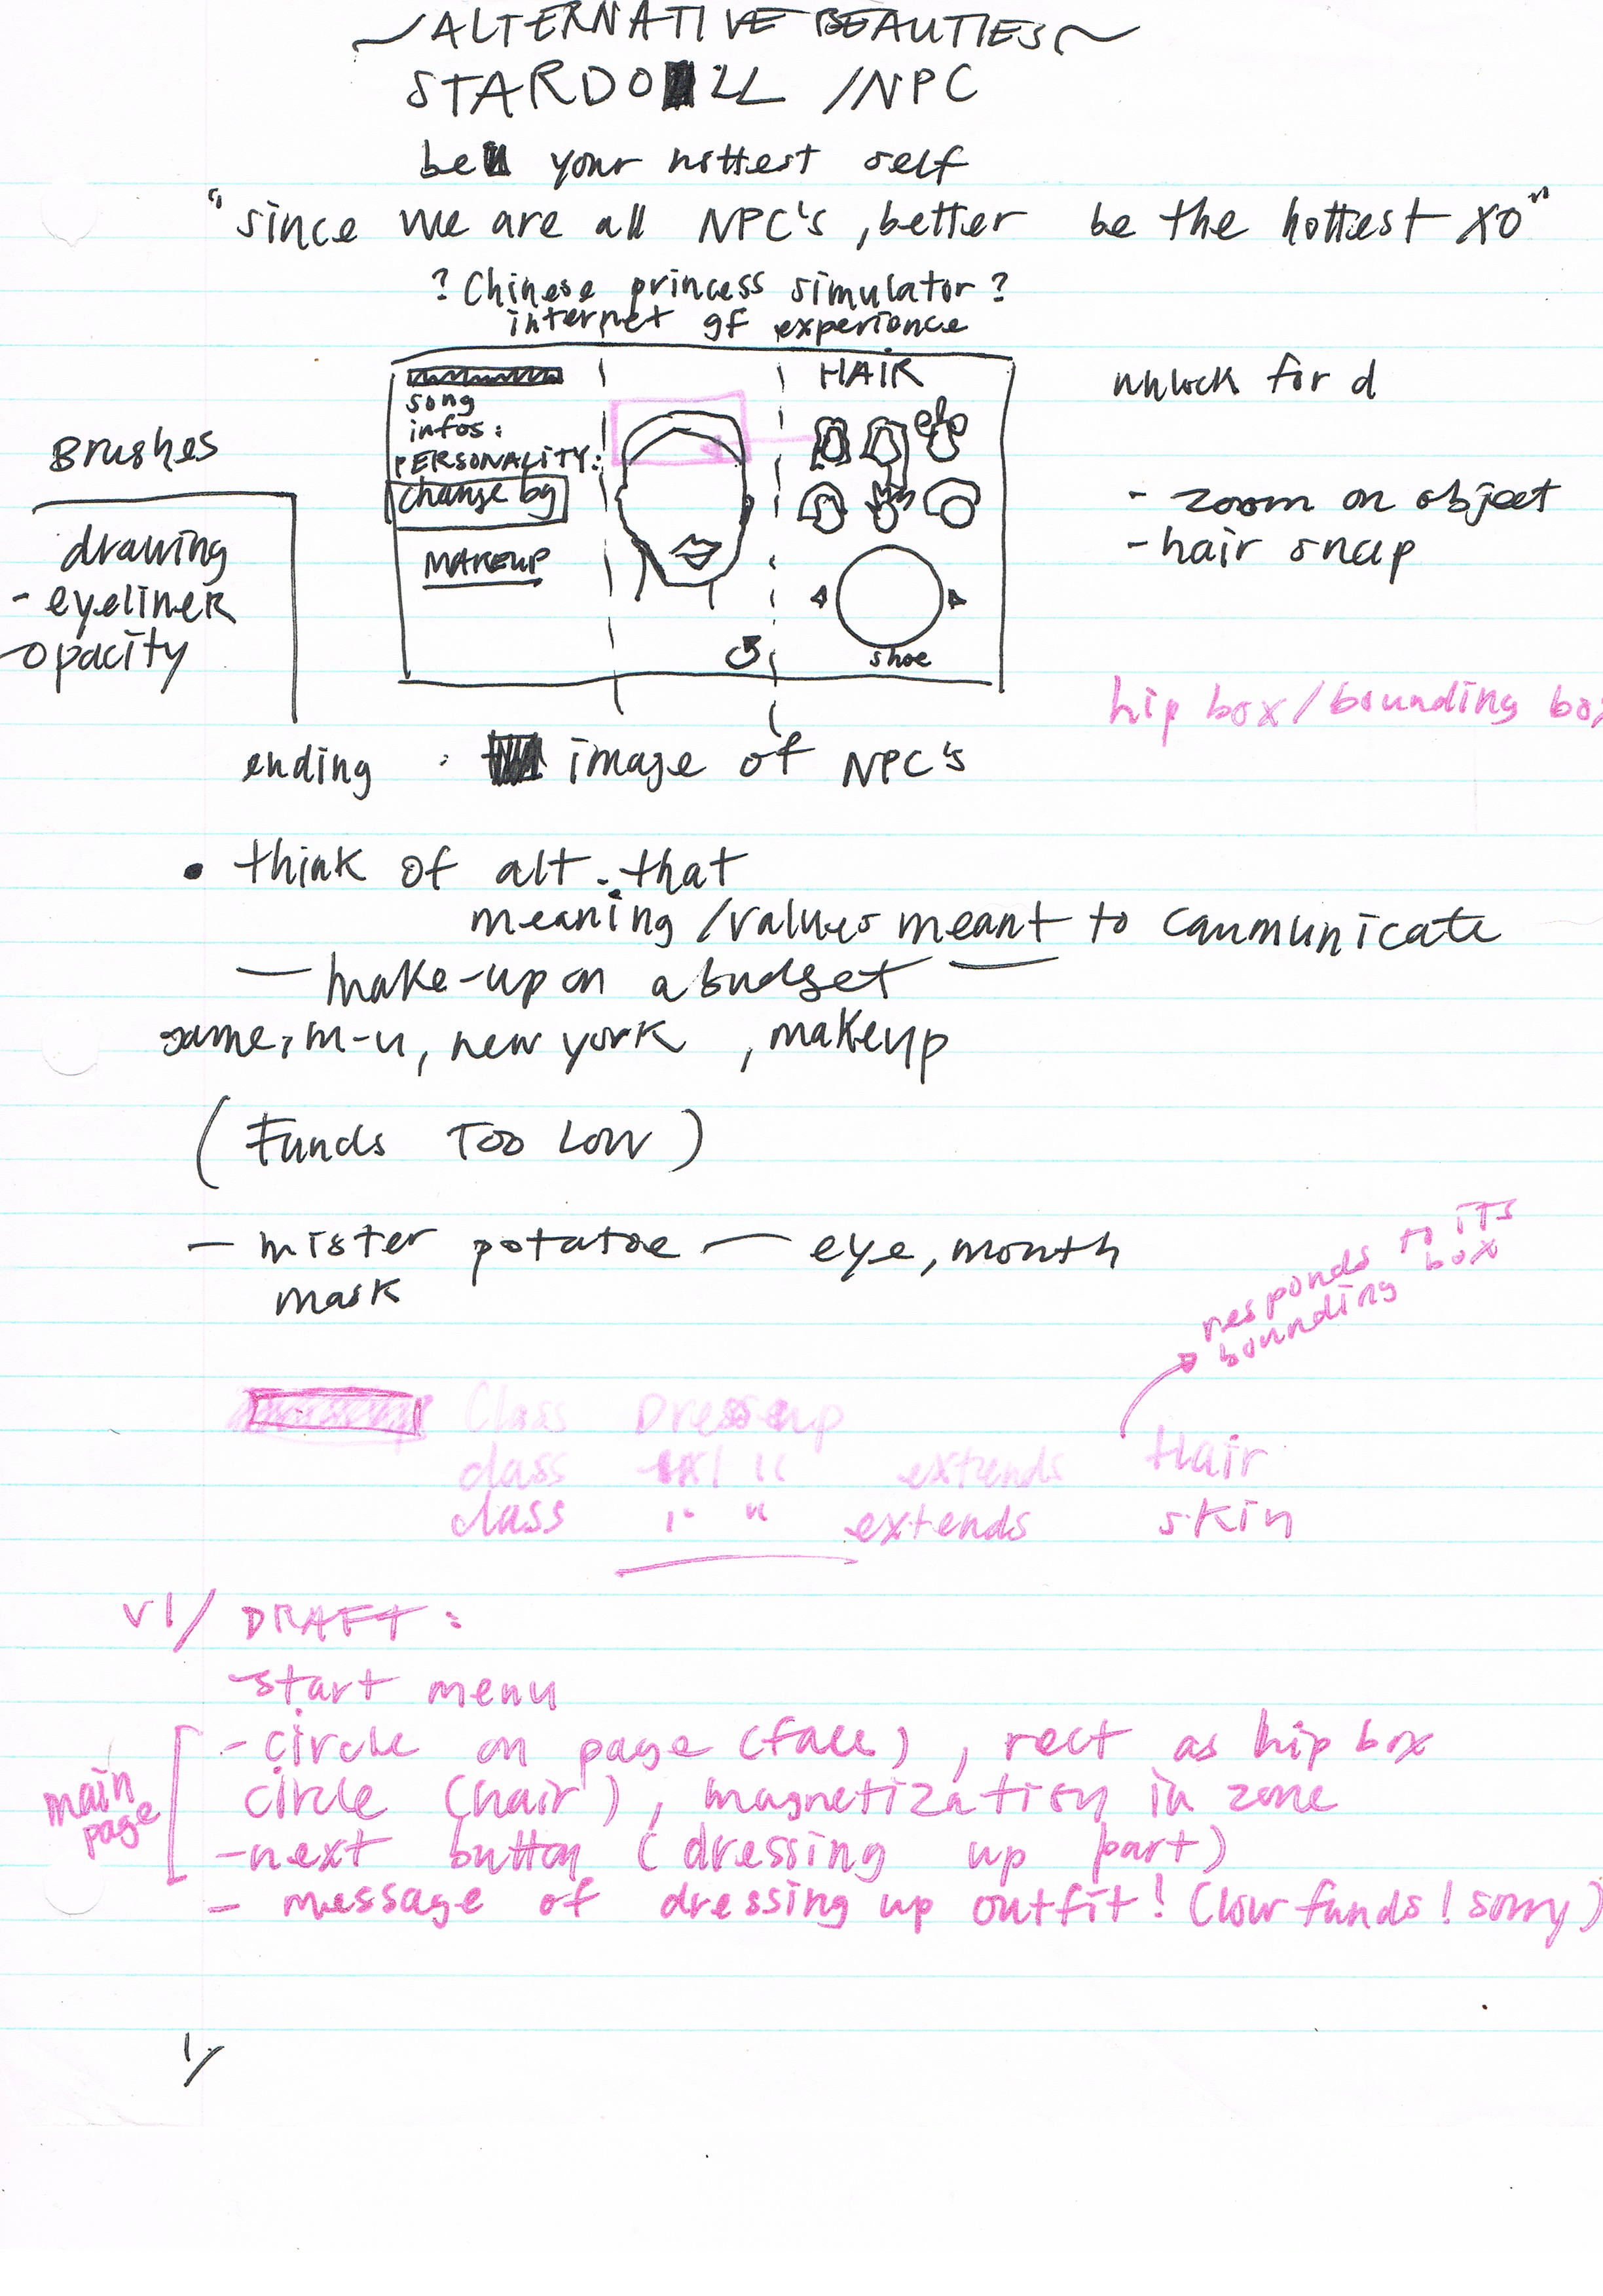 ~ALTERNATIVE BEAUTIES~
STARDOLL /NPC
be your hottest self
"since we are all NPC's, better be the hottest XO"
? Chinese princess simulator?
internet gf experience
HAIR
song
infos:
PERSONALITY:
change bg
MAKEUP
shoe
unlock for d
- zoom on object
- hair snap
Brushes
drawing
- eyeliner
- opacity
hip box/bounding box
ending : image of NPC's
• think of alt. that
meaning/values meant to caumunicate
— make-up on a budget —
game, m-u, new york, makeup
(Funds Too Low)
— mister potatoe — eye, mouth
mask
responds to its
bounding box
Class Dressup
class " extends Hair
class " " extends skin
v1/ DRAFT:
- start menu
main page
- circle on page (face), rect as hip box
circle (hair), magnetization in zone
- next button (dressing up part)
- message of dressing up outfit! (low funds! sorry)
1/